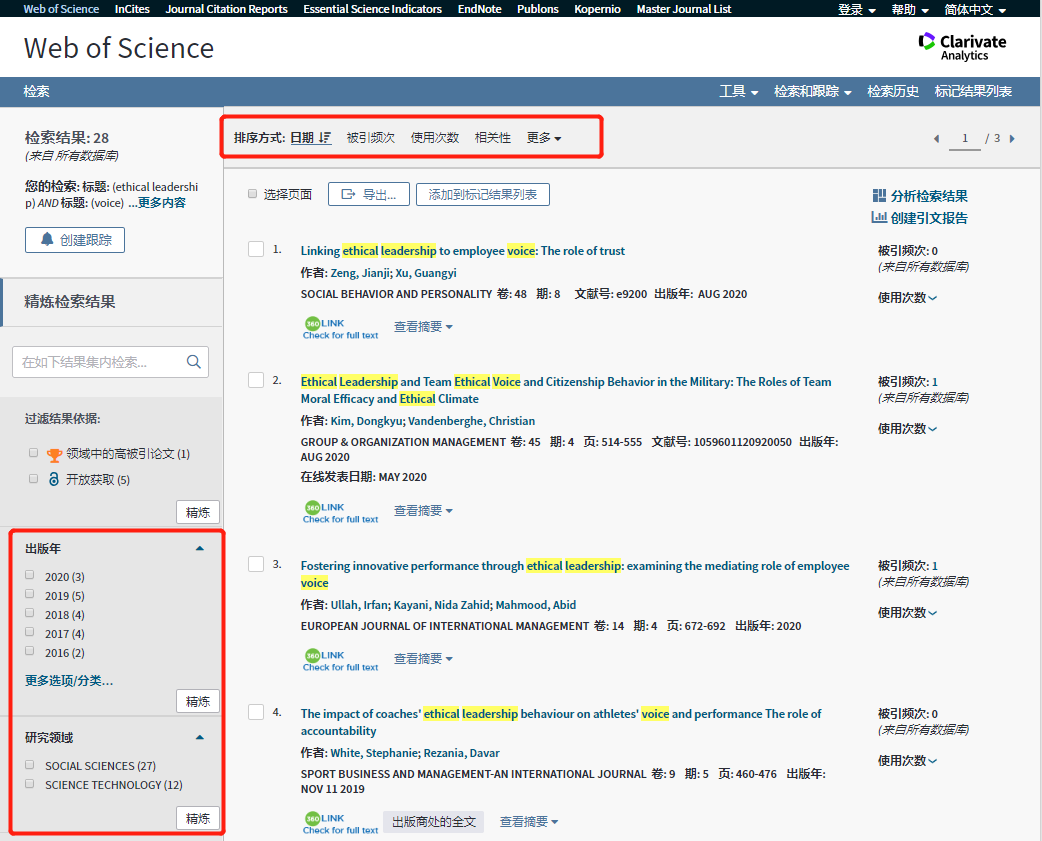 Web of Science InCites Journal Citation Reports Essential Science Indicators EndNote Publons Kopernio Master Journal List 登录 帮助 简体中文
Web of Science
Clarivate
Analytics
检索 工具 检索和跟踪 检索历史 标记结果列表
检索结果: 28
(来自 所有数据库)
您的检索: 标题: (ethical leadershi
p) AND 标题: (voice) ...更多内容
创建跟踪
精炼检索结果
在如下结果集内检索...
过滤结果依据:
领域中的高被引论文 (1)
开放获取 (5)
精炼
出版年
2020 (3)
2019 (5)
2018 (4)
2017 (4)
2016 (2)
更多选项/分类...
精炼
研究领域
SOCIAL SCIENCES (27)
SCIENCE TECHNOLOGY (12)
精炼
排序方式: 日期 被引频次 使用次数 相关性 更多
1 / 3
选择页面 导出... 添加到标记结果列表
分析检索结果
创建引文报告
1. Linking ethical leadership to employee voice: The role of trust
作者: Zeng, Jianji; Xu, Guangyi
SOCIAL BEHAVIOR AND PERSONALITY 卷: 48 期: 8 文献号: e9200 出版年: AUG 2020
360 LINK
Check for full text
查看摘要
被引频次: 0
(来自所有数据库)
使用次数
2. Ethical Leadership and Team Ethical Voice and Citizenship Behavior in the Military: The Roles of Team
Moral Efficacy and Ethical Climate
作者: Kim, Dongkyu; Vandenberghe, Christian
GROUP & ORGANIZATION MANAGEMENT 卷: 45 期: 4 页: 514-555 文献号: 1059601120920050 出版年:
AUG 2020
在线发表日期: MAY 2020
360 LINK
Check for full text
查看摘要
被引频次: 1
(来自所有数据库)
使用次数
3. Fostering innovative performance through ethical leadership: examining the mediating role of employee
voice
作者: Ullah, Irfan; Kayani, Nida Zahid; Mahmood, Abid
EUROPEAN JOURNAL OF INTERNATIONAL MANAGEMENT 卷: 14 期: 4 页: 672-692 出版年: 2020
360 LINK
Check for full text
查看摘要
被引频次: 1
(来自所有数据库)
使用次数
4. The impact of coaches' ethical leadership behaviour on athletes' voice and performance The role of
accountability
作者: White, Stephanie; Rezania, Davar
SPORT BUSINESS AND MANAGEMENT-AN INTERNATIONAL JOURNAL 卷: 9 期: 5 页: 460-476 出版年:
NOV 11 2019
360 LINK
Check for full text
出版商处的全文 查看摘要
被引频次: 0
(来自所有数据库)
使用次数